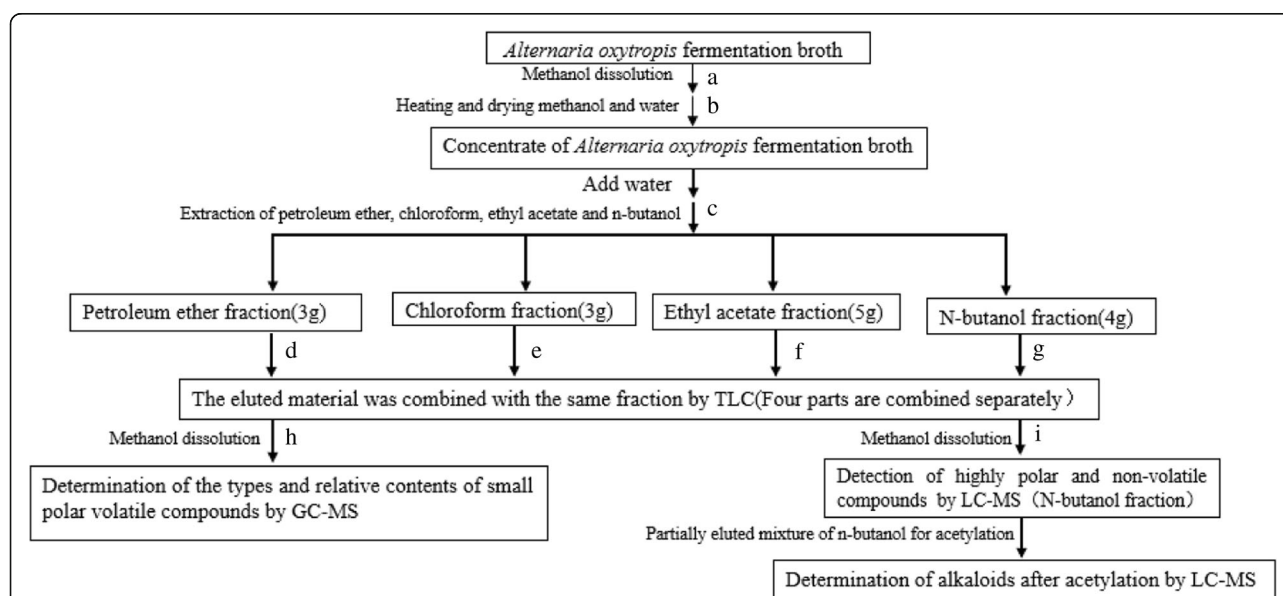 Alternaria oxytropis fermentation broth
Methanol dissolution a
Heating and drying methanol and water b
Concentrate of Alternaria oxytropis fermentation broth
Add water
Extraction of petroleum ether, chloroform, ethyl acetate and n-butanol c
Petroleum ether fraction(3g)
Chloroform fraction(3g)
Ethyl acetate fraction(5g)
N-butanol fraction(4g)
d
e
f
g
The eluted material was combined with the same fraction by TLC(Four parts are combined separately）
Methanol dissolution h
Methanol dissolution i
Determination of the types and relative contents of small
polar volatile compounds by GC-MS
Detection of highly polar and non-volatile
compounds by LC-MS（N-butanol fraction）
Partially eluted mixture of n-butanol for acetylation
Determination of alkaloids after acetylation by LC-MS